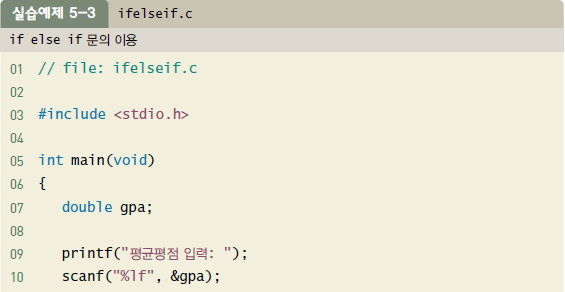 실습예제 5-3 ifelseif.c
if else if 문의 이용
01 // file: ifelseif.c
02
03 #include <stdio.h>
04
05 int main(void)
06 {
07 double gpa;
08
09 printf("평균평점 입력: ");
10 scanf("%lf", &gpa);